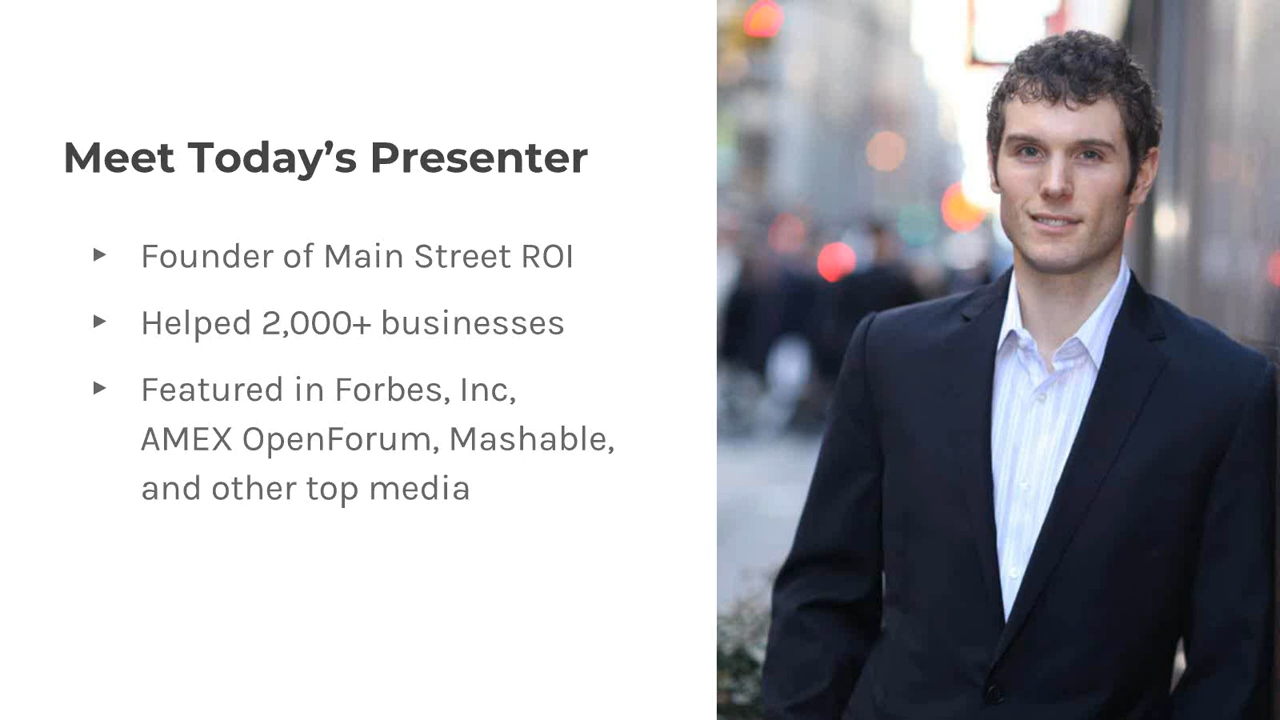 Meet Today’s Presenter
▸ Founder of Main Street ROI
▸ Helped 2,000+ businesses
▸ Featured in Forbes, Inc,
AMEX OpenForum, Mashable,
and other top media